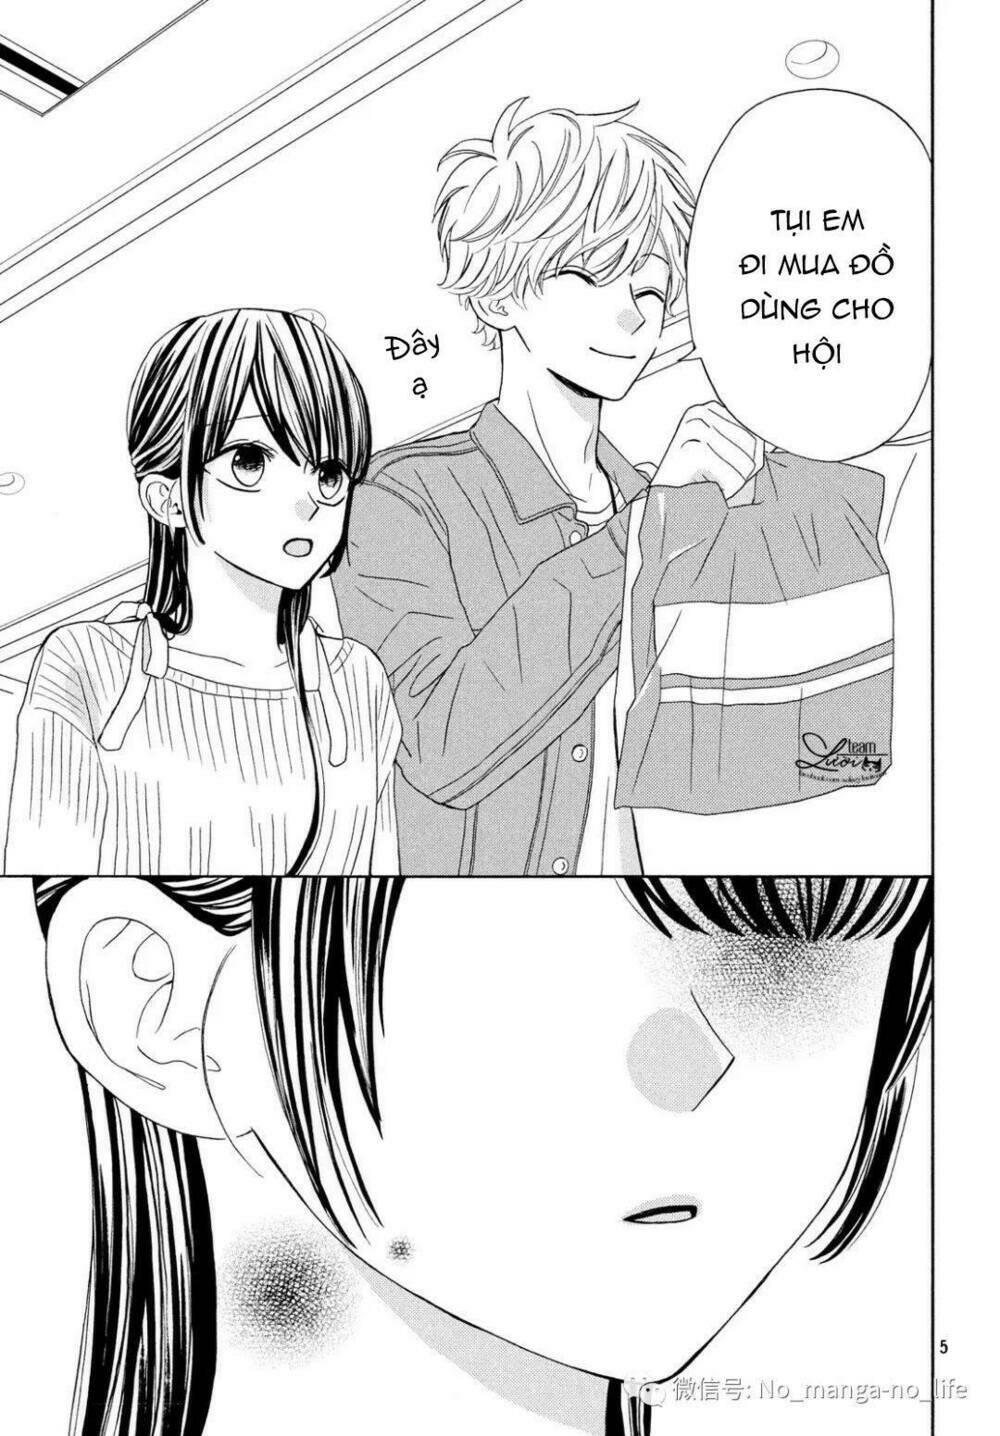 TỤI EM
ĐI MUA ĐỒ
DÙNG CHO
HỘI
Đây
ạ
team
Lười
5
微信号: No_manga-no_life